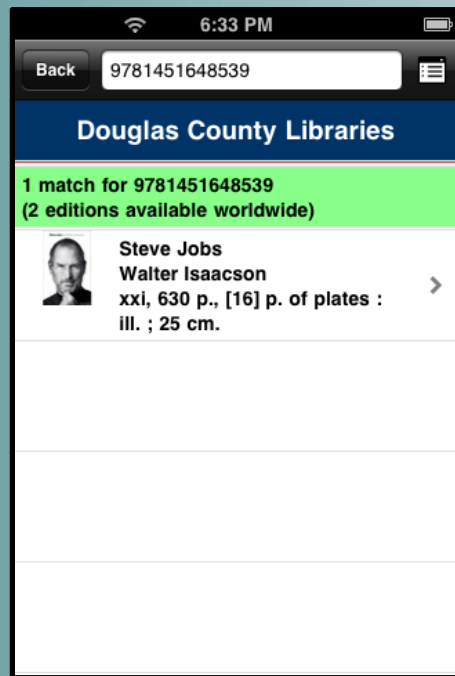 6:33 PM
Back 9781451648539
Douglas County Libraries
1 match for 9781451648539
(2 editions available worldwide)
Steve Jobs
Walter Isaacson
xxi, 630 p., [16] p. of plates :
ill. ; 25 cm.